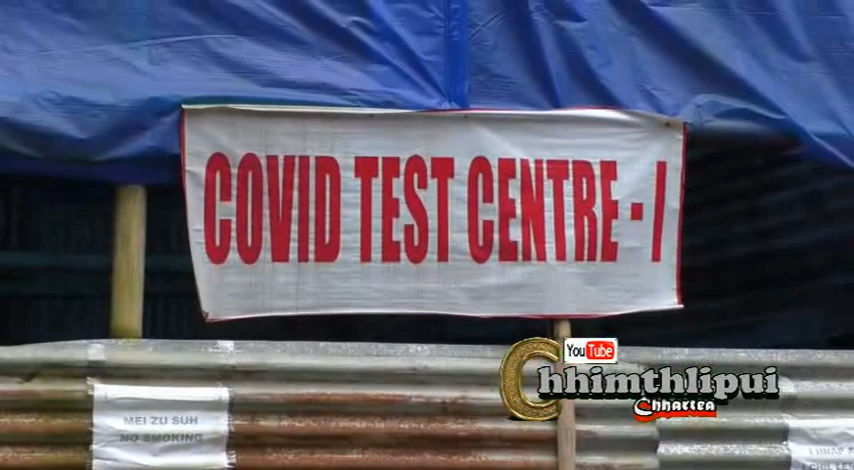 COVID TEST CENTRE - I
YouTube
Chhimthlipui
Chhartea
MEI ZU SUH
NO SMOKING